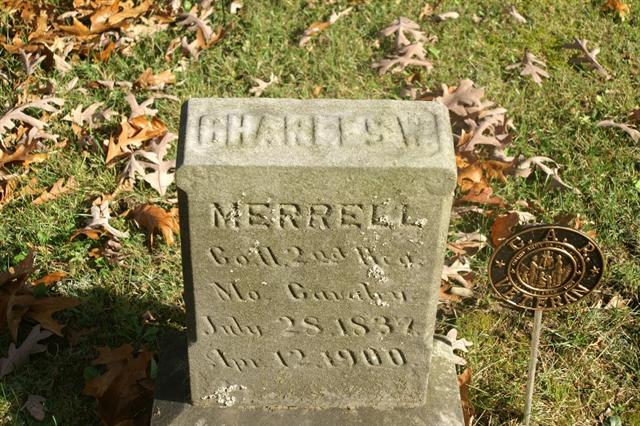 CHARLES W.
MERRELL
Co. H. 2nd Reg.
Mo. Cavalry.
July 28, 1837.
Apr. 12, 1900.
G.A.R.
VETERAN